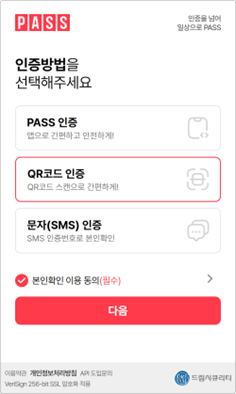 PASS
인증을 넘어
일상으로 PASS
인증방법을
선택해주세요
PASS 인증
앱으로 간편하고 안전하게!
QR코드 인증
QR코드 스캔으로 간편하게!
문자(SMS) 인증
SMS 인증번호로 본인확인
본인확인 이용 동의(필수)
다음
이용약관 개인정보처리방침 API 도입문의
VeriSign 256-bit SSL 암호화 적용
드림시큐리티